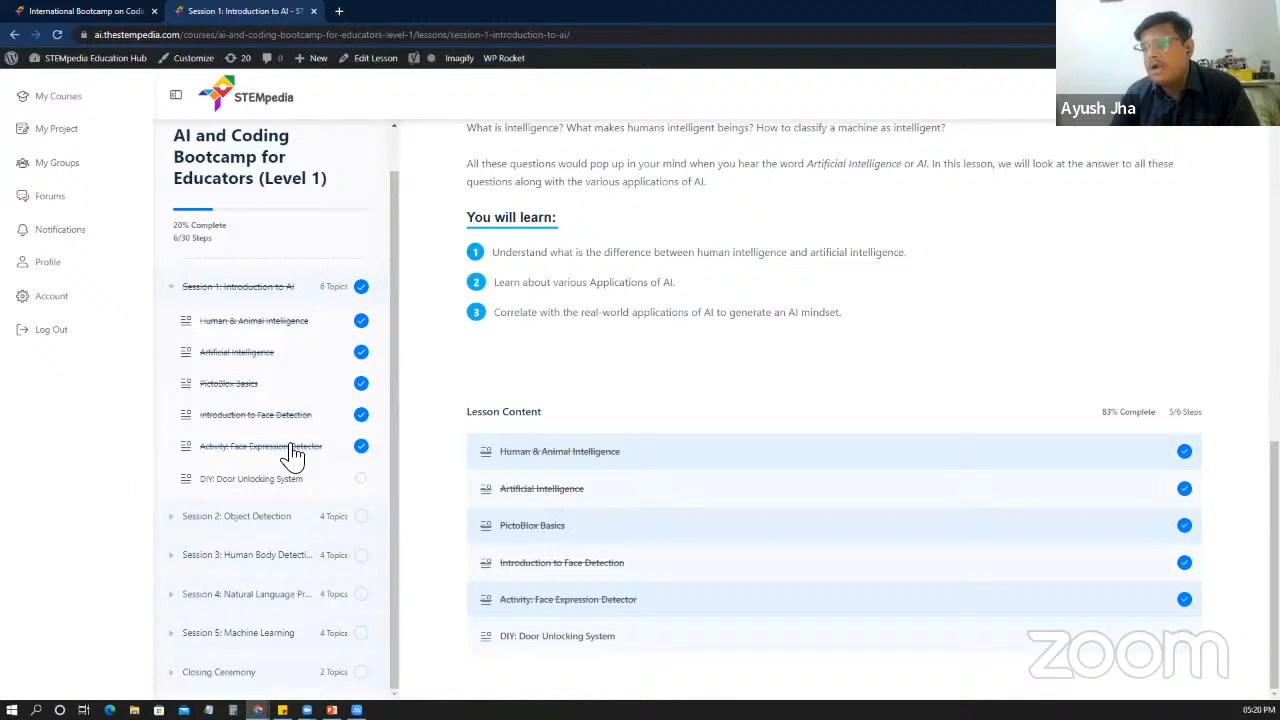 International Bootcamp on Codi
Session 1: Introduction to AI - ST
ai.thestempedia.com/courses/ai-and-coding-bootcamp-for-educators-level-1/lessons/session-1-introduction-to-ai/
STEMpedia Education Hub
Customize
20
0
New
Edit Lesson
Imagify
WP Rocket
Ayush Jha
My Courses
My Project
My Groups
Forums
Notifications
Profile
Account
Log Out
STEMpedia
AI and Coding
Bootcamp for
Educators (Level 1)
20% Complete
6/30 Steps
Session 1: Introduction to AI 6 Topics
Human & Animal Intelligence
Artificial Intelligence
PictoBlox Basics
Introduction to Face Detection
Activity: Face Expression Detector
DIY: Door Unlocking System
Session 2: Object Detection 4 Topics
Session 3: Human Body Detecti... 4 Topics
Session 4: Natural Language Pr... 4 Topics
Session 5: Machine Learning 4 Topics
Closing Ceremony 2 Topics
What is intelligence? What makes humans intelligent beings? How to classify a machine as intelligent?
All these questions would pop up in your mind when you hear the word Artificial Intelligence or AI. In this lesson, we will look at the answer to all these
questions along with the various applications of AI.
You will learn:
1 Understand what is the difference between human intelligence and artificial intelligence.
2 Learn about various Applications of AI.
3 Correlate with the real-world applications of AI to generate an AI mindset.
Lesson Content 83% Complete 5/6 Steps
Human & Animal Intelligence
Artificial Intelligence
PictoBlox Basics
Introduction to Face Detection
Activity: Face Expression Detector
DIY: Door Unlocking System
zoom
05:20 PM